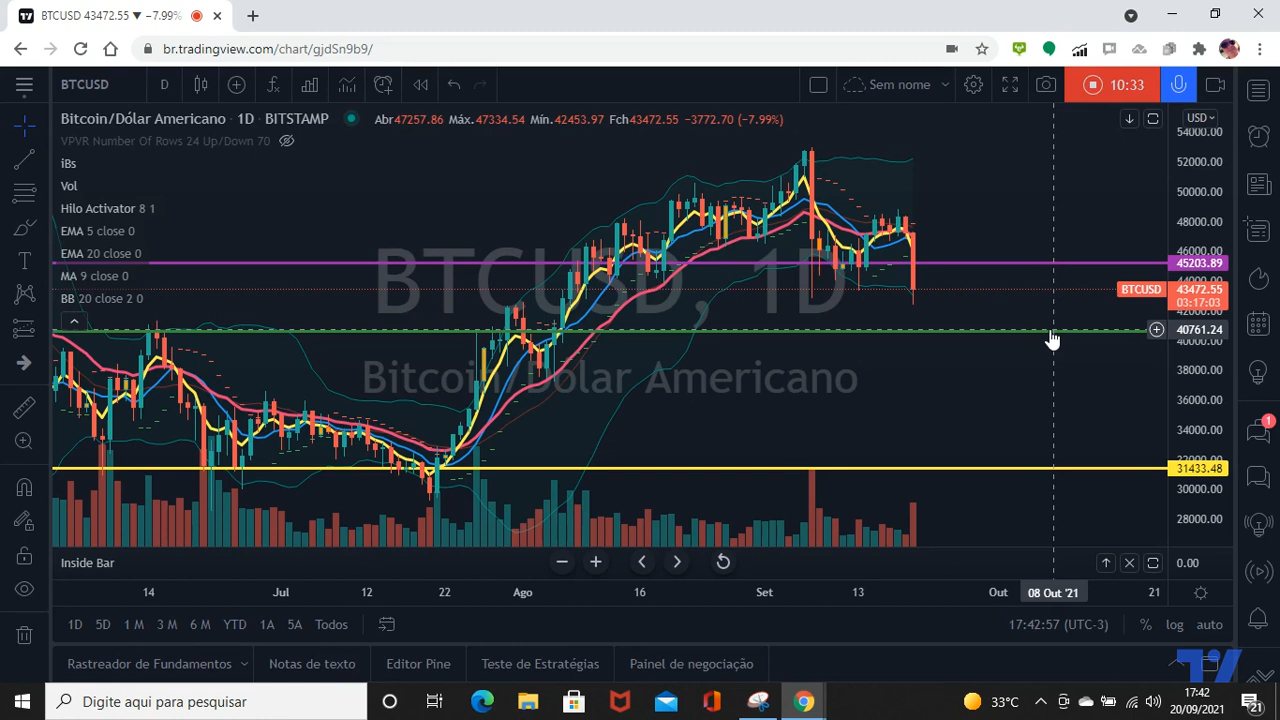 BTCUSD 43472.55 ▼ −7.99%
br.tradingview.com/chart/gjdSn9b9/
BTCUSD D Sem nome 10:33
Bitcoin/Dólar Americano · 1D · BITSTAMP Abr47257.86 Máx.47334.54 Mín.42453.97 Fch43472.55 −3772.70 (−7.99%) USD
VPVR Number Of Rows 24 Up/Down 70
iBs
Vol
Hilo Activator 8 1
EMA 5 close 0
EMA 20 close 0
MA 9 close 0
BB 20 close 2 0
BTCUSD, 1D
Bitcoin/Dólar Americano
54000.00
52000.00
50000.00
48000.00
46000.00
45203.89
BTCUSD 43472.55
03:17:03
42000.00
40761.24
40000.00
38000.00
36000.00
34000.00
32000.00
31433.48
30000.00
28000.00
Inside Bar 0.00
14 Jul 12 22 Ago 16 Set 13 Out 08 Out '21 21
1D 5D 1 M 3 M 6 M YTD 1A 5A Todos 17:42:57 (UTC-3) % log auto
Rastreador de Fundamentos Notas de texto Editor Pine Teste de Estratégias Painel de negociação
1
Digite aqui para pesquisar 33°C 17:42
20/09/2021
21